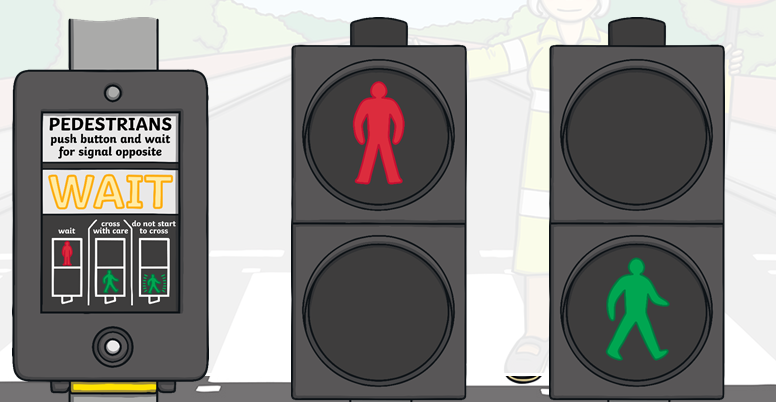 PEDESTRIANS
push button and wait
for signal opposite
WAIT
wait
cross
with care
do not start
to cross